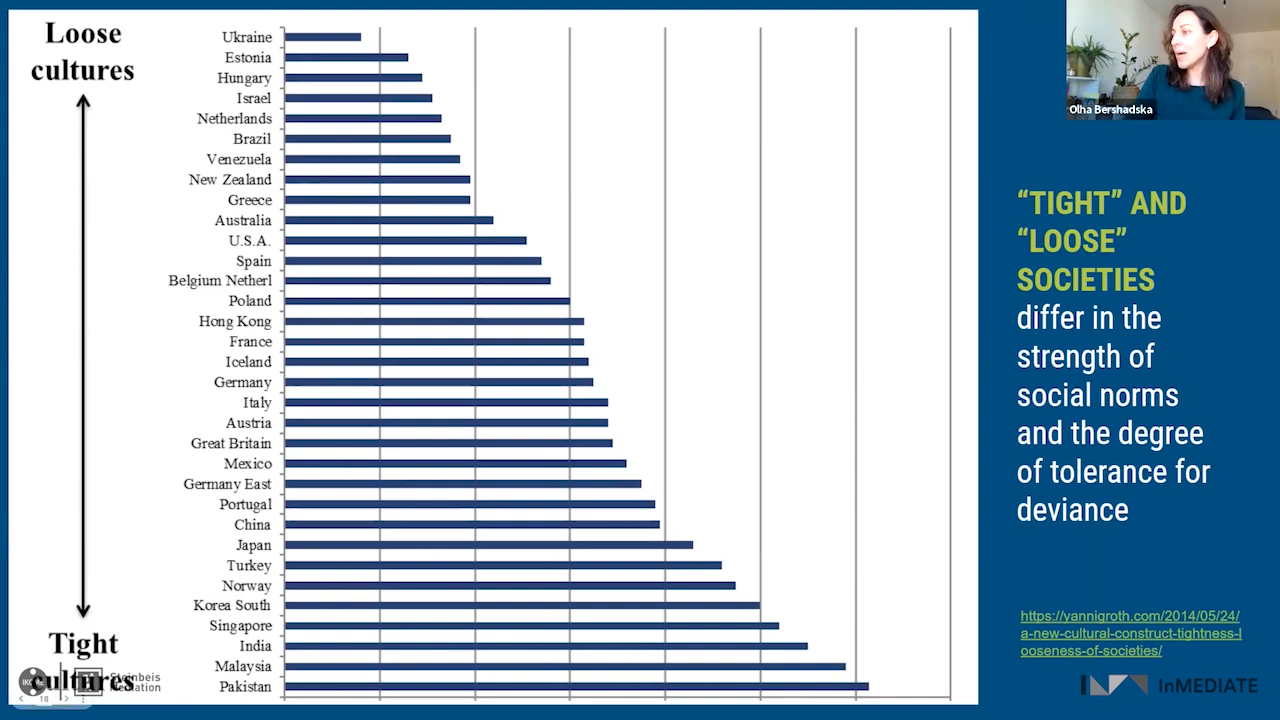 Loose
cultures
Ukraine
Estonia
Hungary
Israel
Netherlands
Brazil
Venezuela
New Zealand
Greece
Australia
U.S.A.
Spain
Belgium Netherl
Poland
Hong Kong
France
Iceland
Germany
Italy
Austria
Great Britain
Mexico
Germany East
Portugal
China
Japan
Turkey
Norway
Korea South
Singapore
India
Malaysia
Pakistan
Tight
cultures
Steinbeis
Mediation
18
Olha Bershadska
“TIGHT” AND
“LOOSE”
SOCIETIES
differ in the
strength of
social norms
and the degree
of tolerance for
deviance
https://yannigroth.com/2014/05/24/
a-new-cultural-construct-tightness-l
ooseness-of-societies/
InMEDIATE